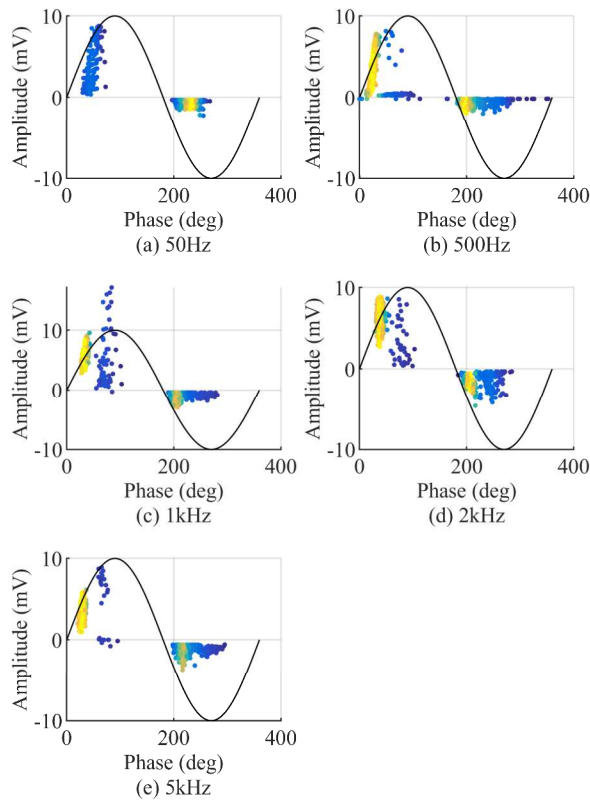 10 10
Amplitude (mV) Amplitude (mV)
0 0
-10 -10
0 200 400 0 200 400
Phase (deg) Phase (deg)
(a) 50Hz (b) 500Hz
10 10
Amplitude (mV) Amplitude (mV)
0 0
-10 -10
0 200 400 0 200 400
Phase (deg) Phase (deg)
(c) 1kHz (d) 2kHz
10
Amplitude (mV)
0
-10
0 200 400
Phase (deg)
(e) 5kHz